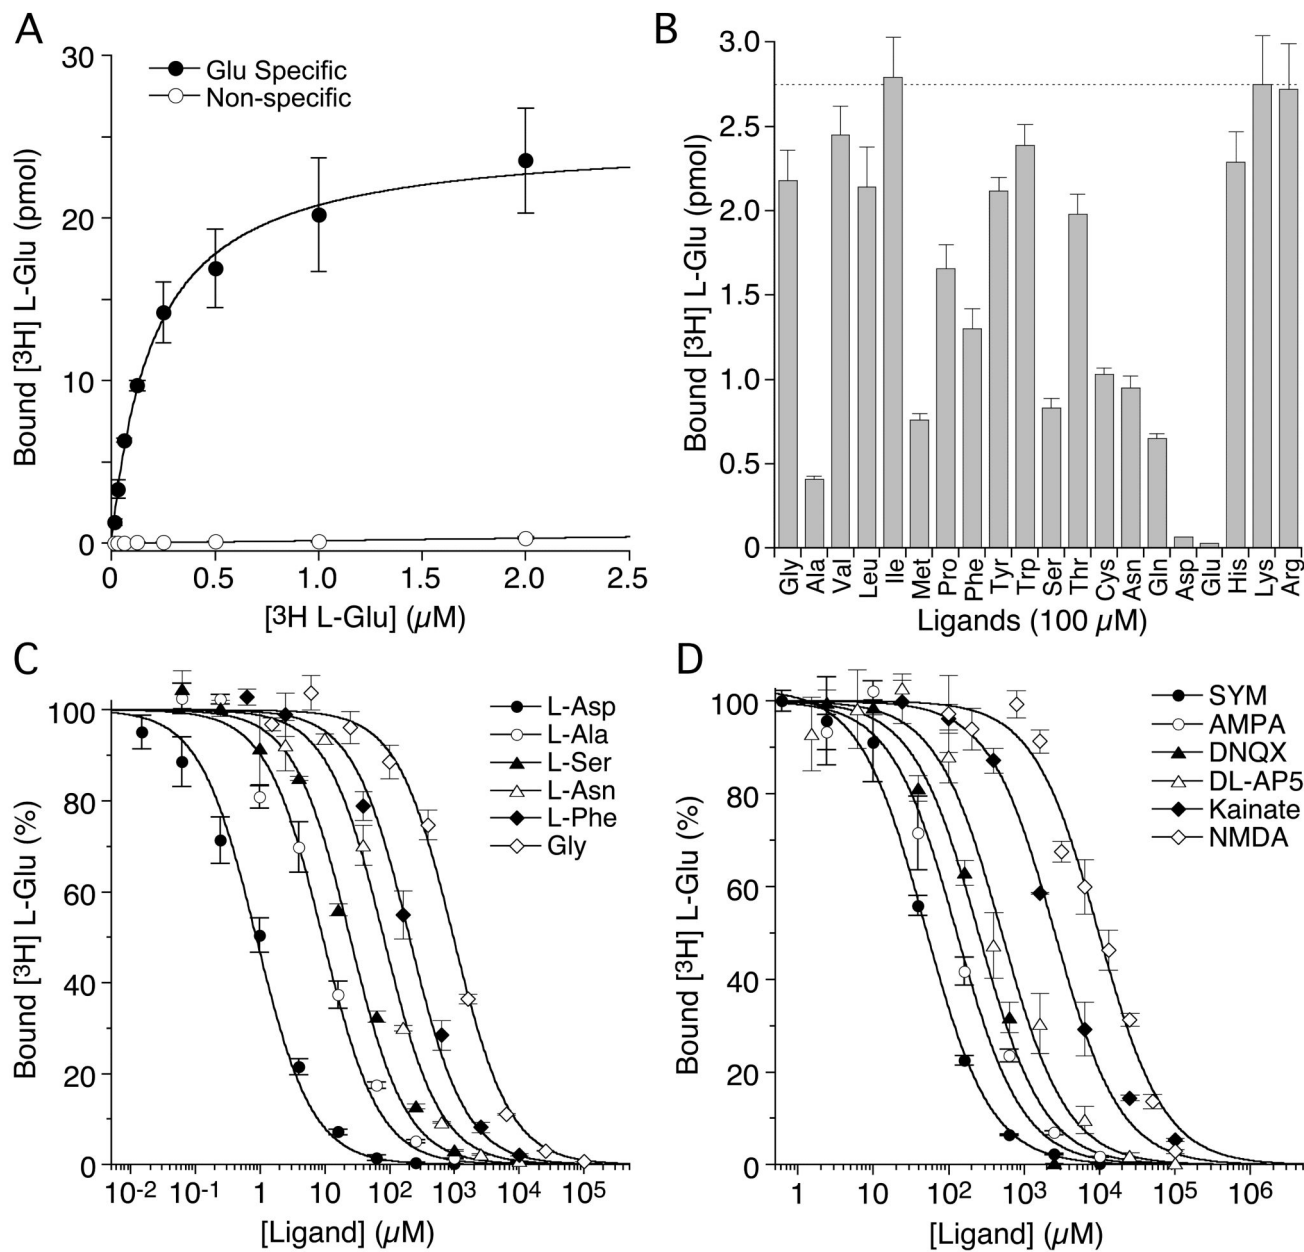 A
30
20
10
0
Bound [³H] L-Glu (pmol)
Glu Specific
Non-specific
0
0.5
1.0
1.5
2.0
2.5
[³H L-Glu] (µM)
B
3.0
2.5
2.0
1.5
1.0
0.5
0
Bound [³H] L-Glu (pmol)
Gly
Ala
Val
Leu
Ile
Met
Pro
Phe
Tyr
Trp
Ser
Thr
Cys
Asn
Gln
Asp
Glu
His
Lys
Arg
Ligands (100 µM)
C
100
80
60
40
20
0
Bound [³H] L-Glu (%)
L-Asp
L-Ala
L-Ser
L-Asn
L-Phe
Gly
10⁻²
10⁻¹
1
10
10²
10³
10⁴
10⁵
[Ligand] (µM)
D
100
80
60
40
20
0
Bound [³H] L-Glu (%)
SYM
AMPA
DNQX
DL-AP5
Kainate
NMDA
1
10
10²
10³
10⁴
10⁵
10⁶
[Ligand] (µM)